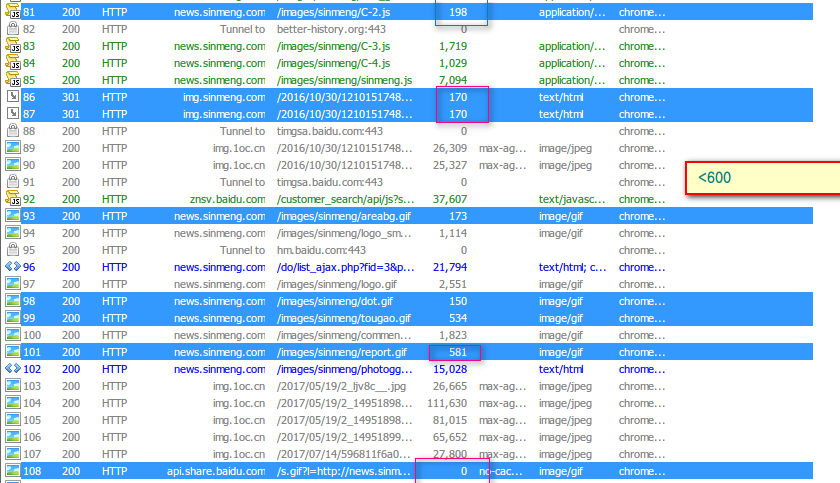 81 200 HTTP news.sinmeng.com /images/sinmeng/C-2.js 198 application/... chrome...
82 200 HTTP Tunnel to better-history.org:443 0 chrome...
83 200 HTTP news.sinmeng.com /images/sinmeng/C-3.js 1,719 application/... chrome...
84 200 HTTP news.sinmeng.com /images/sinmeng/C-4.js 1,029 application/... chrome...
85 200 HTTP news.sinmeng.com /images/sinmeng/sinmeng.js 7,094 application/... chrome...
86 301 HTTP img.sinmeng.com /2016/10/30/1210151748... 170 text/html chrome...
87 301 HTTP img.sinmeng.com /2016/10/30/1210151748... 170 text/html chrome...
88 200 HTTP Tunnel to timgsa.baidu.com:443 0 chrome...
89 200 HTTP img.1oc.cn /2016/10/30/1210151748... 26,309 max-ag... image/jpeg chrome...
90 200 HTTP img.1oc.cn /2016/10/30/1210151748... 25,327 max-ag... image/jpeg chrome...
91 200 HTTP Tunnel to timgsa.baidu.com:443 0 chrome...
<600
92 200 HTTP znsv.baidu.com /customer_search/api/js?s... 37,607 text/javasc... chrome...
93 200 HTTP news.sinmeng.com /images/sinmeng/areabg.gif 173 image/gif chrome...
94 200 HTTP news.sinmeng.com /images/sinmeng/logo_sm... 1,114 image/gif chrome...
95 200 HTTP Tunnel to hm.baidu.com:443 0 chrome...
96 200 HTTP news.sinmeng.com /do/list_ajax.php?fid=3&p... 21,794 text/html; c... chrome...
97 200 HTTP news.sinmeng.com /images/sinmeng/logo.gif 2,551 image/gif chrome...
98 200 HTTP news.sinmeng.com /images/sinmeng/dot.gif 150 image/gif chrome...
99 200 HTTP news.sinmeng.com /images/sinmeng/tougao.gif 534 image/gif chrome...
100 200 HTTP news.sinmeng.com /images/sinmeng/commen... 1,823 image/gif chrome...
101 200 HTTP news.sinmeng.com /images/sinmeng/report.gif 581 image/gif chrome...
102 200 HTTP news.sinmeng.com /images/sinmeng/photogg... 15,028 text/html chrome...
103 200 HTTP img.1oc.cn /2017/05/19/2_ljv8c__.jpg 26,665 max-ag... image/jpeg chrome...
104 200 HTTP img.1oc.cn /2017/05/19/2_14951898... 111,630 max-ag... image/jpeg chrome...
105 200 HTTP img.1oc.cn /2017/05/19/2_14951898... 81,015 max-ag... image/jpeg chrome...
106 200 HTTP img.1oc.cn /2017/05/19/2_14951899... 65,652 max-ag... image/jpeg chrome...
107 200 HTTP img.1oc.cn /2017/07/14/596811f6a0... 27,800 max-ag... image/jpeg chrome...
108 200 HTTP api.share.baidu.com /s.gif?l=http://news.sinm... 0 no-cac... image/gif chrome...